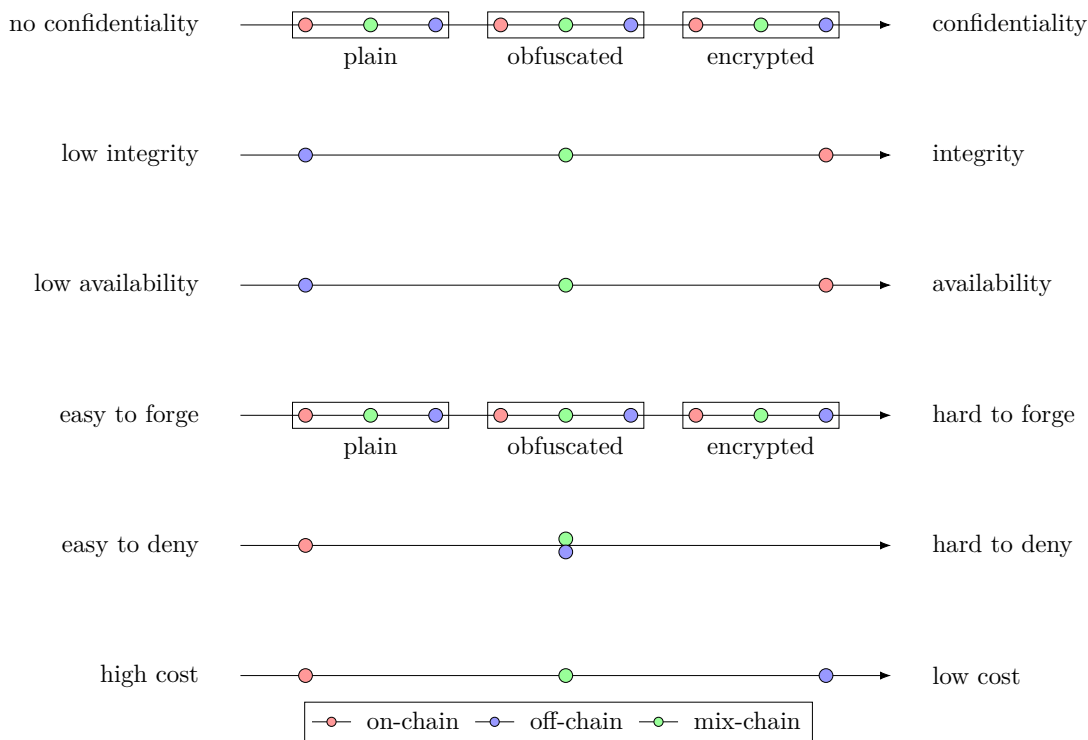 no confidentiality confidentiality
plain obfuscated encrypted
low integrity integrity
low availability availability
easy to forge hard to forge
plain obfuscated encrypted
easy to deny hard to deny
high cost low cost
on-chain off-chain mix-chain